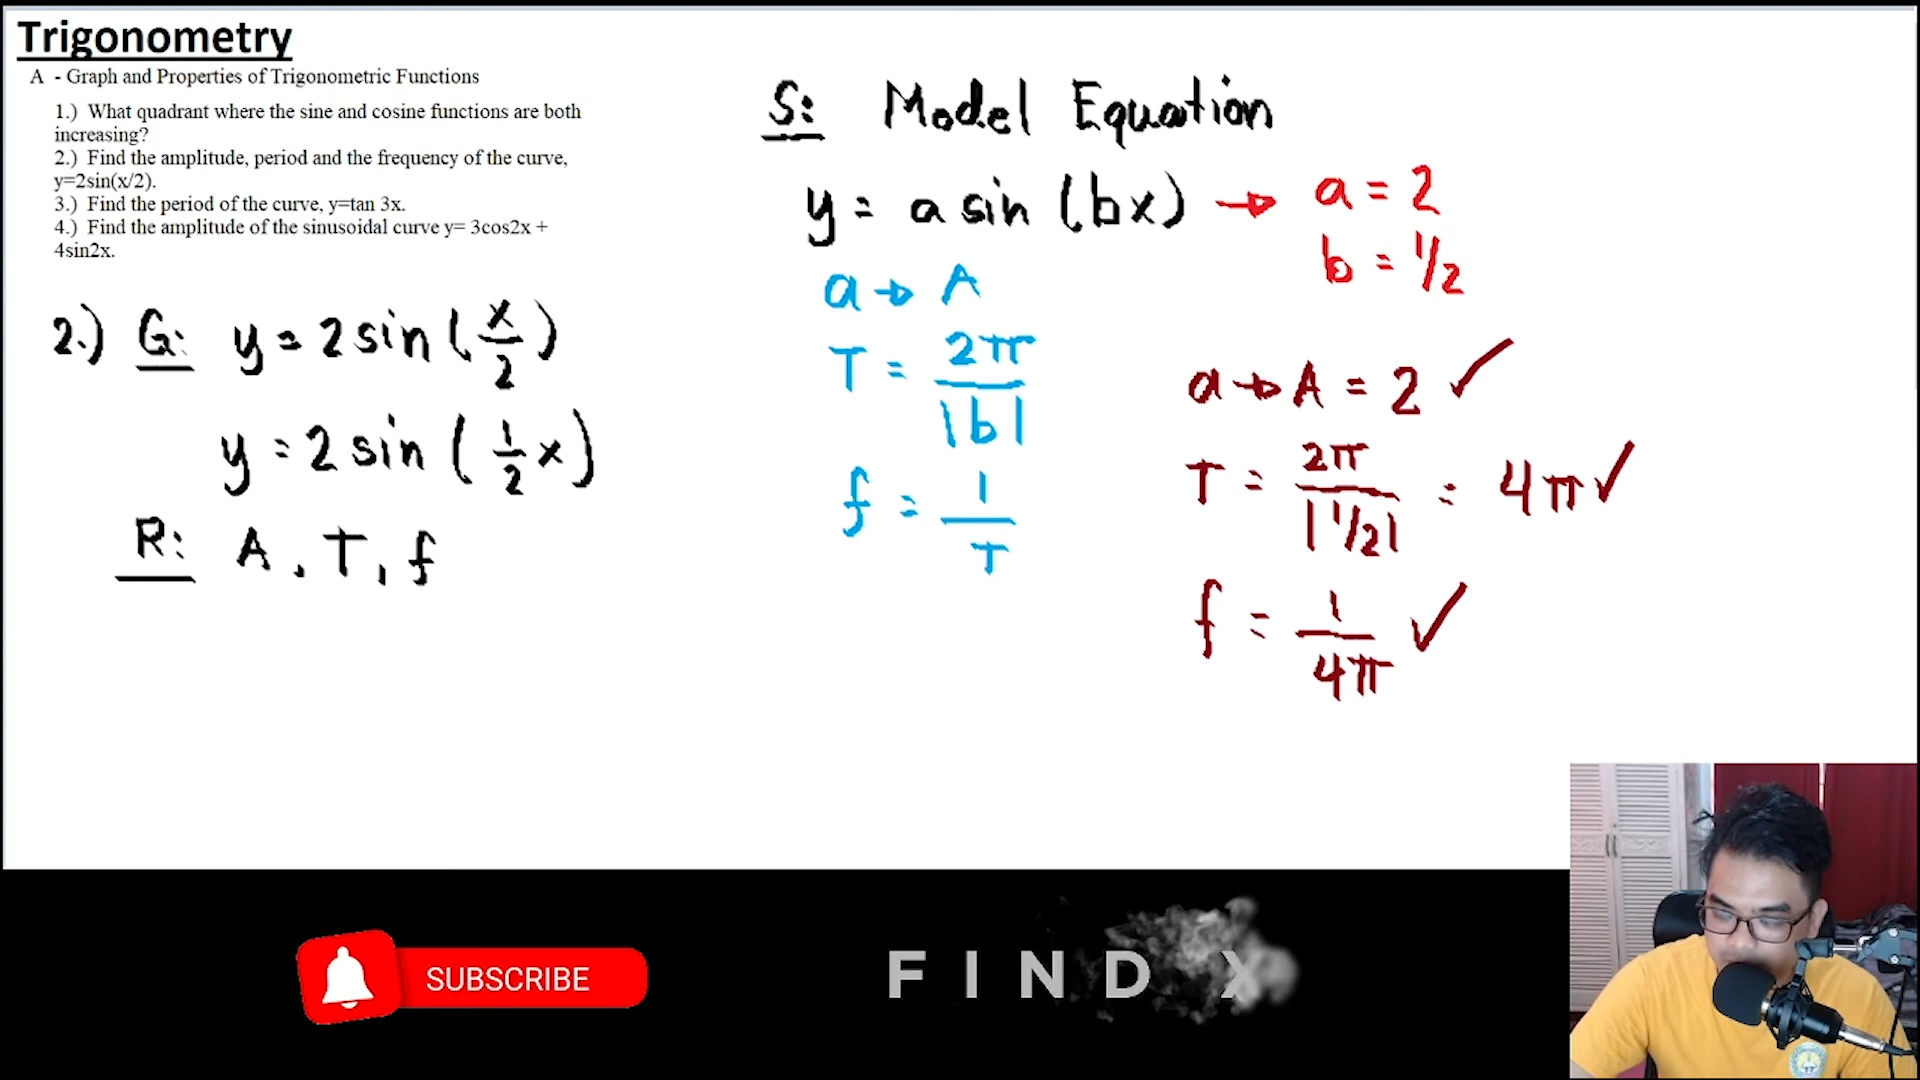 Trigonometry
A - Graph and Properties of Trigonometric Functions
1.) What quadrant where the sine and cosine functions are both
increasing?
2.) Find the amplitude, period and the frequency of the curve,
y=2sin(x/2).
3.) Find the period of the curve, y=tan 3x.
4.) Find the amplitude of the sinusoidal curve y= 3cos2x +
4sin2x.
2.) G: y = 2 sin (x/2)
y = 2 sin (1/2 x)
R: A, T, f
S: Model Equation
y = a sin (bx) → a = 2
b = 1/2
a → A
T = 2π/|b|
f = 1/T
a → A = 2 ✓
T = 2π/|1/2| = 4π ✓
f = 1/4π ✓
SUBSCRIBE
FIND X